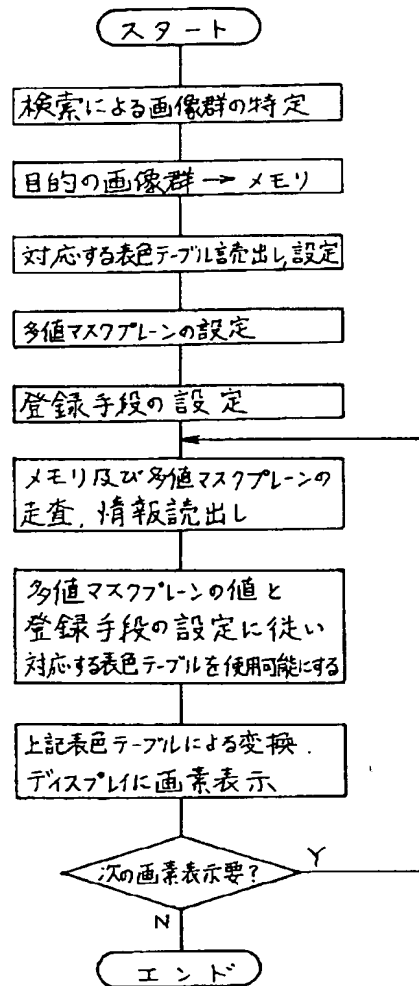 スタート
検索による画像群の特定
目的の画像群→メモリ
対応する表色テーブル読出し,設定
多値マスクプレーンの設定
登録手段の設定
メモリ及び多値マスクプレーンの
走査,情報読出し
多値マスクプレーンの値と
登録手段の設定に従い
対応する表色テーブルを使用可能にする
上記表色テーブルによる変換.
ディスプレイに画素表示
次の画素表示要?
Y
N
エンド